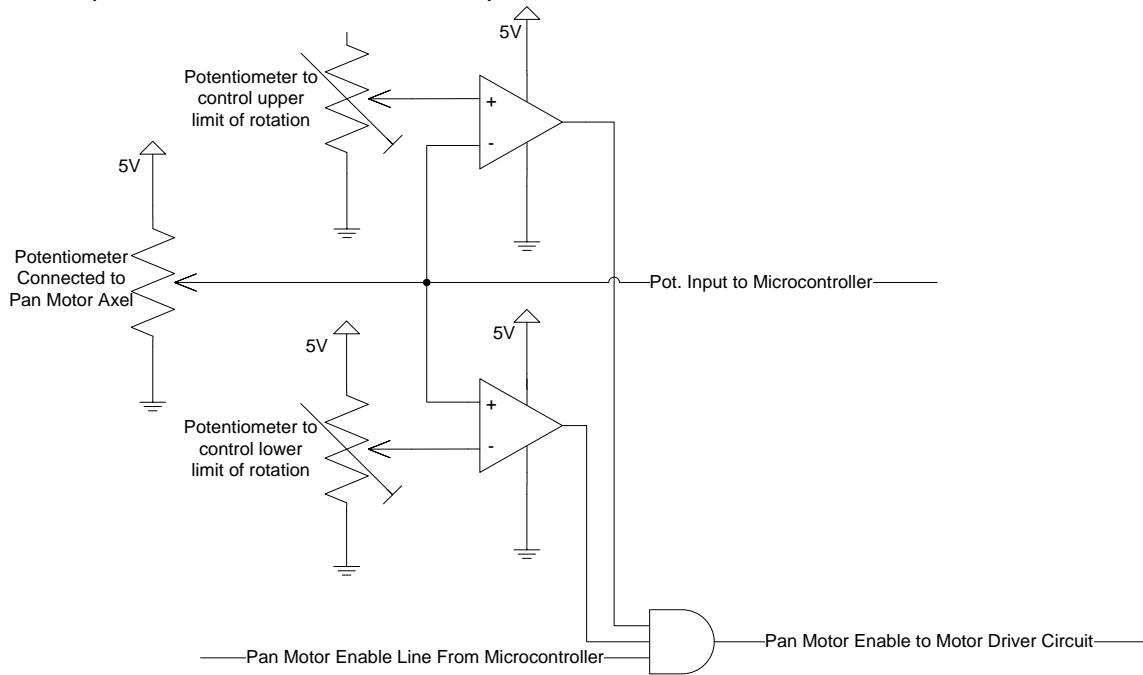 5V
Potentiometer to
control upper
limit of rotation
+
-
5V
Potentiometer
Connected to
Pan Motor Axel
Pot. Input to Microcontroller
5V
5V
Potentiometer to
control lower
limit of rotation
+
-
Pan Motor Enable to Motor Driver Circuit
Pan Motor Enable Line From Microcontroller